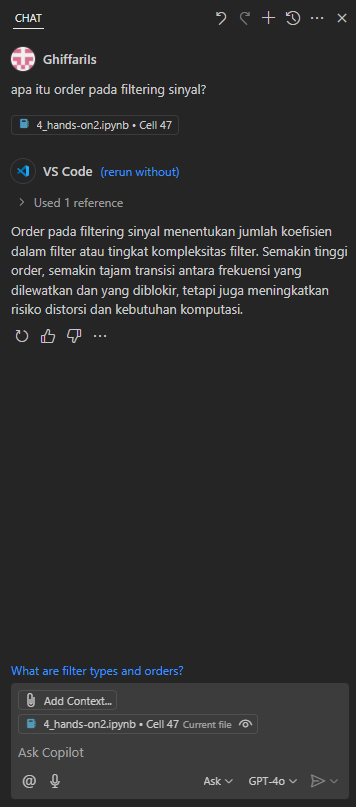 CHAT
GhiffariIs
apa itu order pada filtering sinyal?
4_hands-on2.ipynb • Cell 47
VS Code (rerun without)
Used 1 reference
Order pada filtering sinyal menentukan jumlah koefisien
dalam filter atau tingkat kompleksitas filter. Semakin tinggi
order, semakin tajam transisi antara frekuensi yang
dilewatkan dan yang diblokir, tetapi juga meningkatkan
risiko distorsi dan kebutuhan komputasi.
What are filter types and orders?
Add Context...
4_hands-on2.ipynb • Cell 47 Current file
Ask Copilot
@ Ask GPT-4o